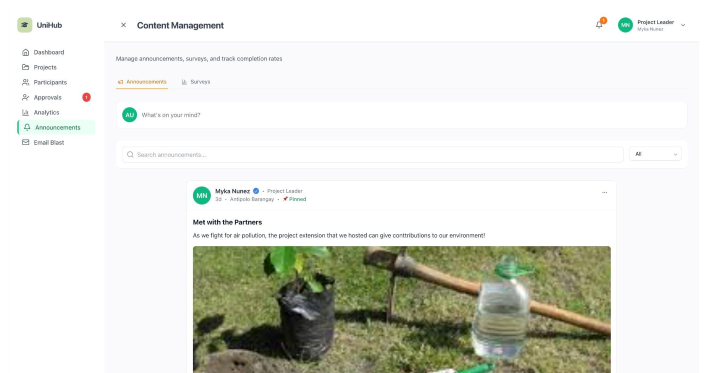 UniHub
Dashboard
Projects
Participants
Approvals 1
Analytics
Announcements
Email Blast
× Content Management
MN Project Leader
Myka Nunez
Manage announcements, surveys, and track completion rates
Announcements Surveys
AU What's on your mind?
Search announcements...
All
MN Myka Nunez • Project Leader
3d • Antipolo Barangay • Pinned
Met with the Partners
As we fight for air pollution, the project extension that we hosted can give conttributions to our environment!